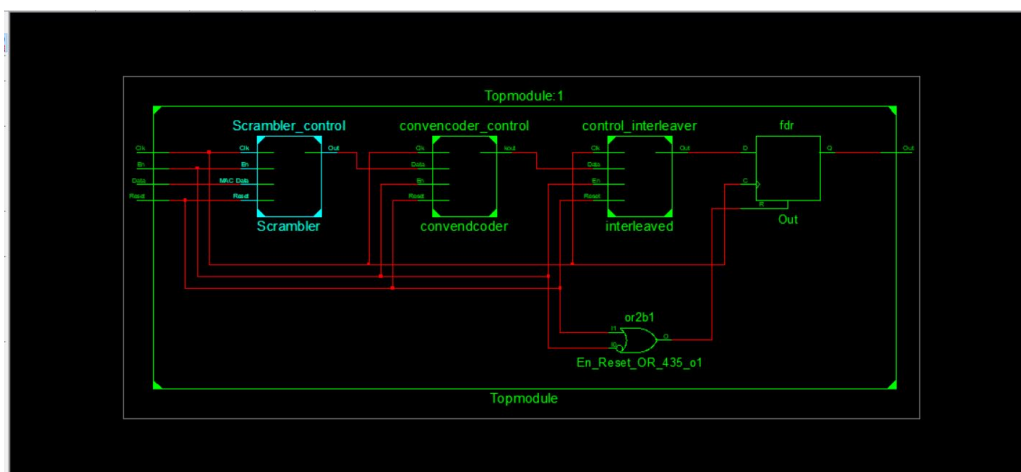 Topmodule:1
Scrambler_control
convencoder_control
control_interleaver
fdr
Clk
En
Data
Reset
Clk
En
MAC Data
Reset
Out
Clk
Data
En
Reset
Clk
Data
En
Reset
Out
D
C
R
Q
Out
Scrambler
convendcoder
interleaved
Out
or2b1
I1
I0
O
En_Reset_OR_435_o1
Topmodule